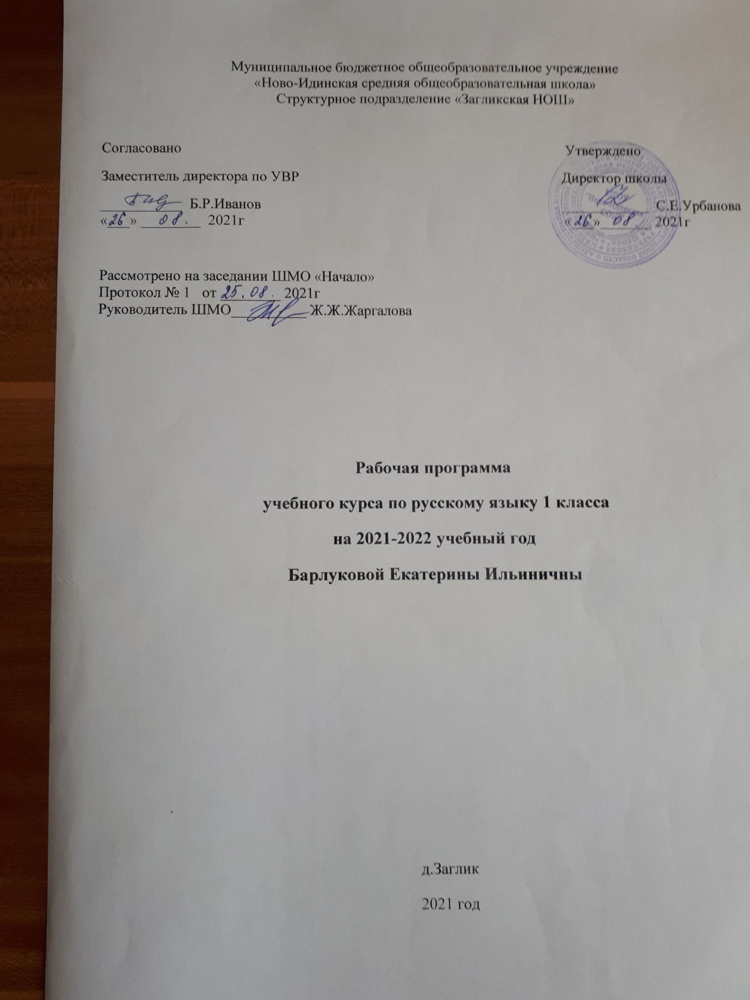 Муниципальное бюджетное общеобразовательное учреждение
«Ново-Идинская средняя общеобразовательная школа»
Структурное подразделение «Загликская НОШ»
Согласовано
Заместитель директора по УВР
Б.Р.Иванов
«26» 08. 2021г
Утверждено
Директор школы
С.Е.Урбанова
«26» 08. 2021г
Рассмотрено на заседании ШМО «Начало»
Протокол № 1 от 25.08. 2021г
Руководитель ШМО Ж.Ж.Жаргалова
Рабочая программа
учебного курса по русскому языку 1 класса
на 2021-2022 учебный год
Барлуковой Екатерины Ильиничны
д.Заглик
2021 год